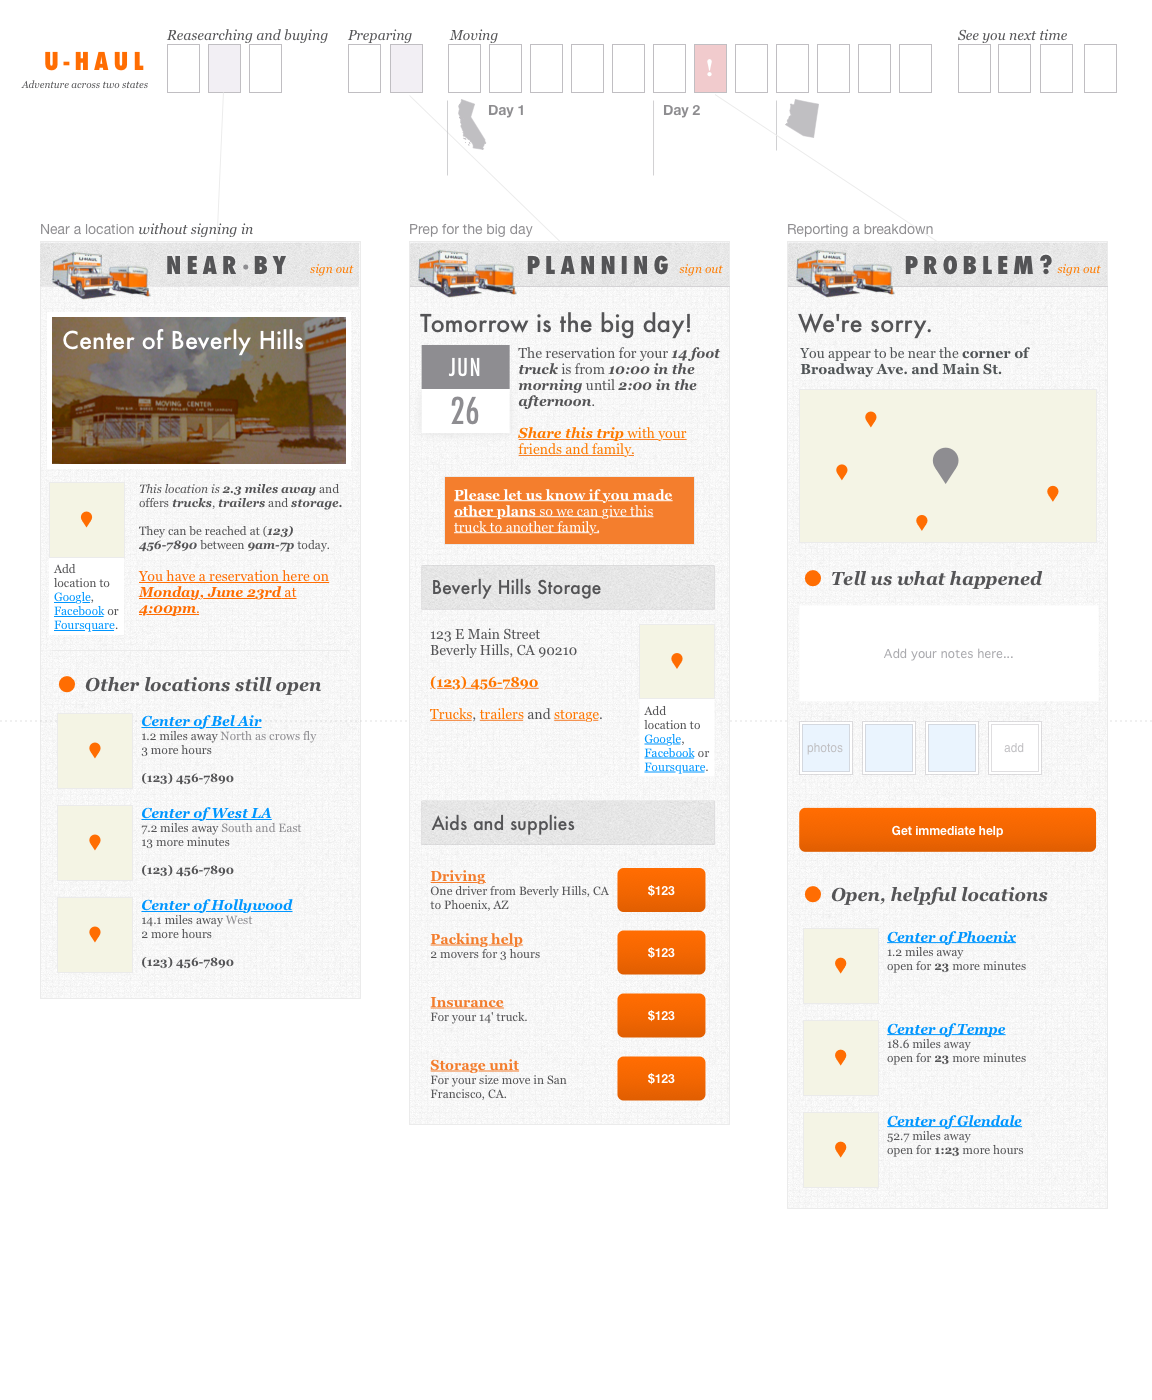 Reasearching and buying
Preparing
Moving
See you next time
U-HAUL
Adventure across two states
!
Day 1
Day 2
Near a location without signing in
NEAR·BY
sign out
Center of Beverly Hills
MOVING CENTER
This location is 2.3 miles away and
offers trucks, trailers and storage.
They can be reached at (123)
456-7890 between 9am-7p today.
You have a reservation here on
Monday, June 23rd at
4:00pm.
Add
location to
Google,
Facebook or
Foursquare.
Other locations still open
Center of Bel Air
1.2 miles away North as crows fly
3 more hours
(123) 456-7890
Center of West LA
7.2 miles away South and East
13 more minutes
(123) 456-7890
Center of Hollywood
14.1 miles away West
2 more hours
(123) 456-7890
Prep for the big day
PLANNING
sign out
Tomorrow is the big day!
JUN
26
The reservation for your 14 foot
truck is from 10:00 in the
morning until 2:00 in the
afternoon.
Share this trip with your
friends and family.
Please let us know if you made
other plans so we can give this
truck to another family.
Beverly Hills Storage
123 E Main Street
Beverly Hills, CA 90210
(123) 456-7890
Trucks, trailers and storage.
Add
location to
Google,
Facebook or
Foursquare.
Aids and supplies
Driving
One driver from Beverly Hills, CA
to Phoenix, AZ
$123
Packing help
2 movers for 3 hours
$123
Insurance
For your 14' truck.
$123
Storage unit
For your size move in San
Francisco, CA.
$123
Reporting a breakdown
PROBLEM?
sign out
We're sorry.
You appear to be near the corner of
Broadway Ave. and Main St.
Tell us what happened
Add your notes here...
photos
add
Get immediate help
Open, helpful locations
Center of Phoenix
1.2 miles away
open for 23 more minutes
Center of Tempe
18.6 miles away
open for 23 more minutes
Center of Glendale
52.7 miles away
open for 1:23 more hours